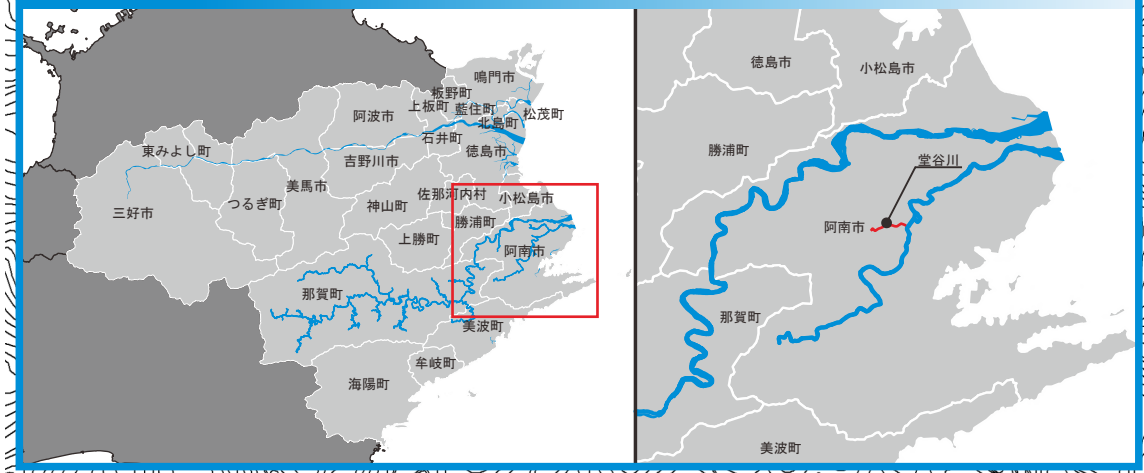 鳴門市
板野町
上板町
藍住町
松茂町
北島町
阿波市
石井町
徳島市
東みよし町
吉野川市
美馬市
佐那河内村
小松島市
つるぎ町
神山町
三好市
勝浦町
上勝町
阿南市
那賀町
美波町
牟岐町
海陽町
徳島市
小松島市
勝浦町
堂谷川
阿南市
那賀町
美波町